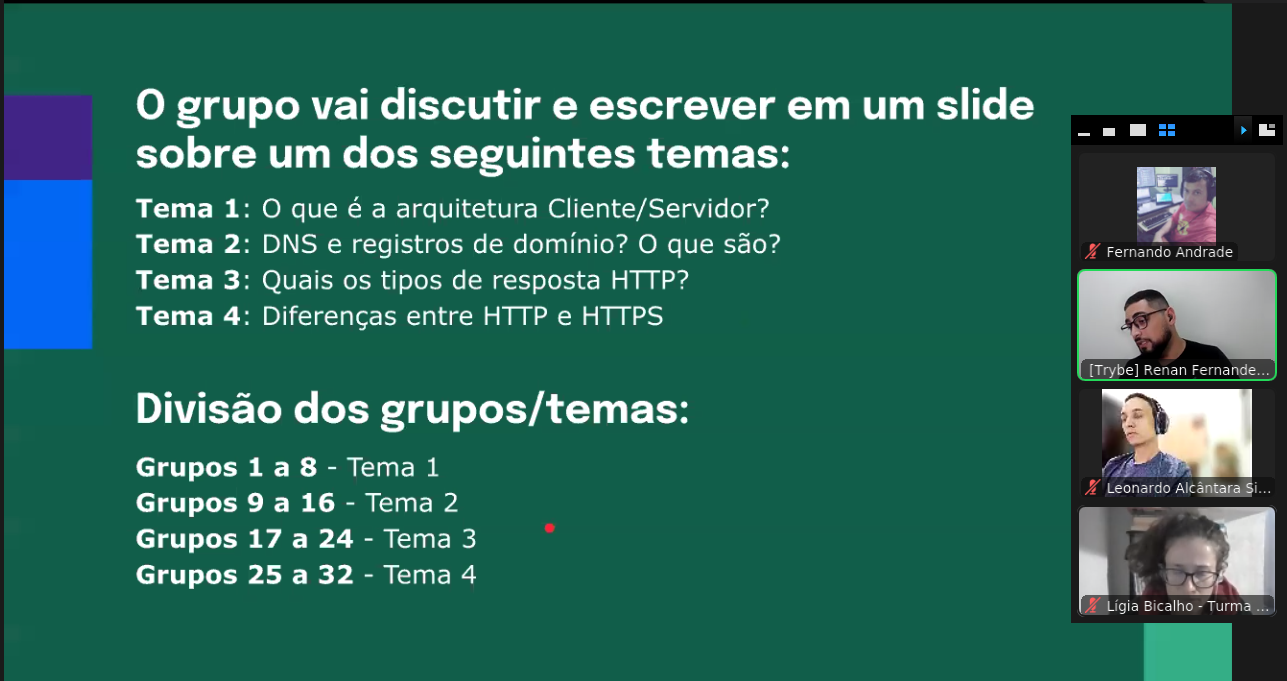 O grupo vai discutir e escrever em um slide
sobre um dos seguintes temas:
Tema 1: O que é a arquitetura Cliente/Servidor?
Tema 2: DNS e registros de domínio? O que são?
Tema 3: Quais os tipos de resposta HTTP?
Tema 4: Diferenças entre HTTP e HTTPS
Divisão dos grupos/temas:
Grupos 1 a 8 - Tema 1
Grupos 9 a 16 - Tema 2
Grupos 17 a 24 - Tema 3
Grupos 25 a 32 - Tema 4
Fernando Andrade
[Trybe] Renan Fernande...
Leonardo Alcântara Si...
Lígia Bicalho - Turma ...